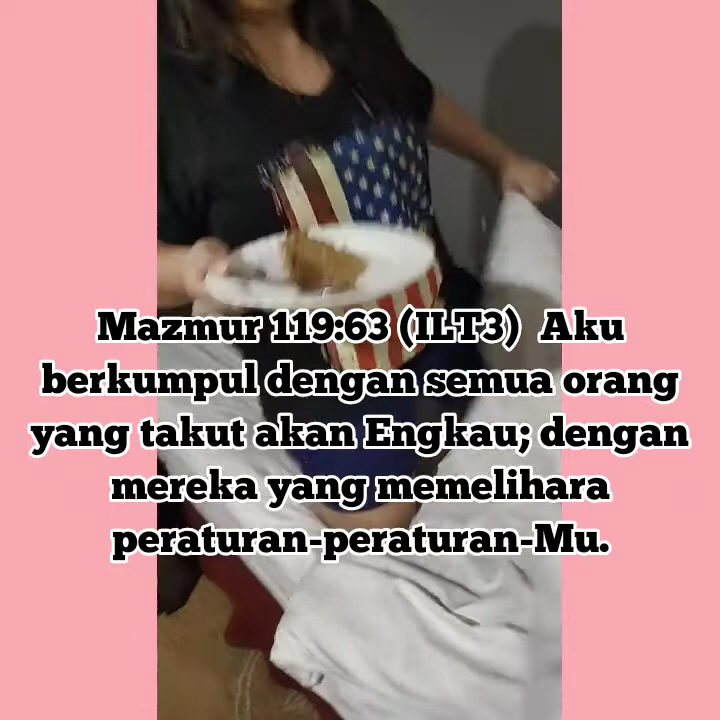 Mazmur 119:63 (ILT3)  Aku
berkumpul dengan semua orang
yang takut akan Engkau; dengan
mereka yang memelihara
peraturan-peraturan-Mu.